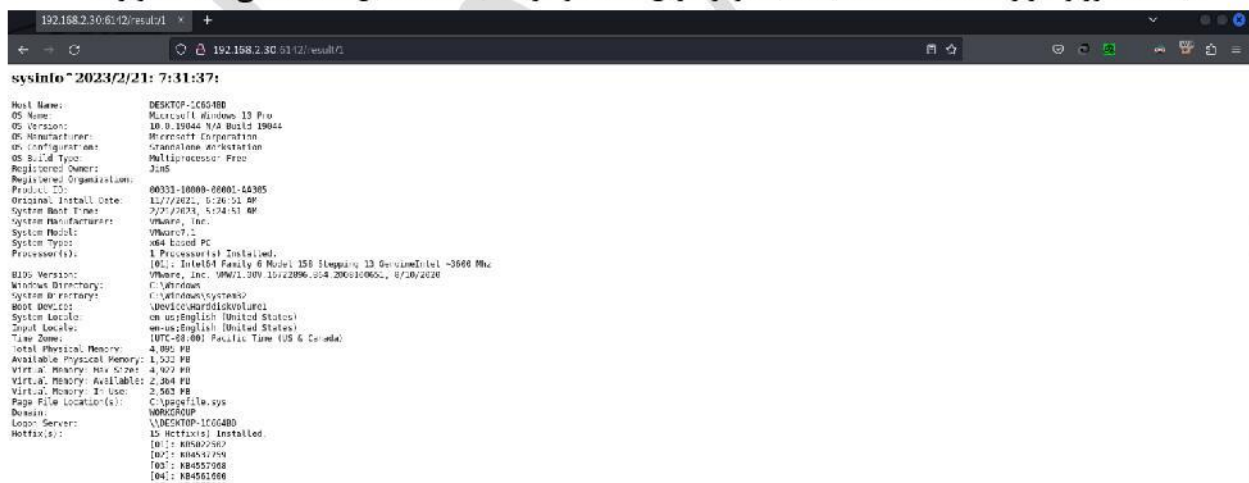 192.168.2.30:6142/result/1 × +
192.168.2.30:6142/result/1
sysinfo^2023/2/21: 7:31:37:
Host Name: DESKTOP-1C6G4BD
OS Name: Microsoft Windows 10 Pro
OS Version: 10.0.19044 N/A Build 19044
OS Manufacturer: Microsoft Corporation
OS Configuration: Standalone Workstation
OS Build Type: Multiprocessor Free
Registered Owner: JinS
Registered Organization:
Product ID: 00331-10000-00001-AA305
Original Install Date: 11/7/2021, 6:26:51 AM
System Boot Time: 2/21/2023, 5:24:51 AM
System Manufacturer: VMware, Inc.
System Model: VMware7,1
System Type: x64-based PC
Processor(s): 1 Processor(s) Installed.
[01]: Intel64 Family 6 Model 158 Stepping 13 GenuineIntel ~3600 Mhz
BIOS Version: VMware, Inc. 8/10/2020
Windows Directory: C:\Windows
System Directory: C:\Windows\system32
Boot Device: \Device\HarddiskVolume1
System Locale: en-us;English (United States)
Input Locale: en-us;English (United States)
Time Zone: (UTC-08:00) Pacific Time (US & Canada)
Total Physical Memory: 4,095 MB
Available Physical Memory: 1,533 MB
Virtual Memory: Max Size: 4,927 MB
Virtual Memory: Available: 2,364 MB
Virtual Memory: In Use: 2,563 MB
Page File Location(s): C:\pagefile.sys
Domain: WORKGROUP
Logon Server: \\DESKTOP-1C6G4BD
Hotfix(s): 15 Hotfix(s) Installed.
[01]: KB5022502
[02]: KB4537759
[03]: KB4557968
[04]: KB4561600